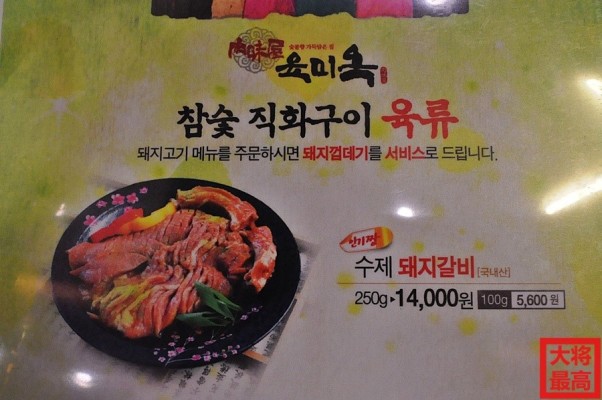 肉味屋
육미옥
참숯 직화구이 육류
돼지고기 메뉴를 주문하시면 돼지껍데기를 서비스로 드립니다.
인기짱
수제 돼지갈비 [국내산]
250g▸14,000원 100g 5,600원
大将
最高